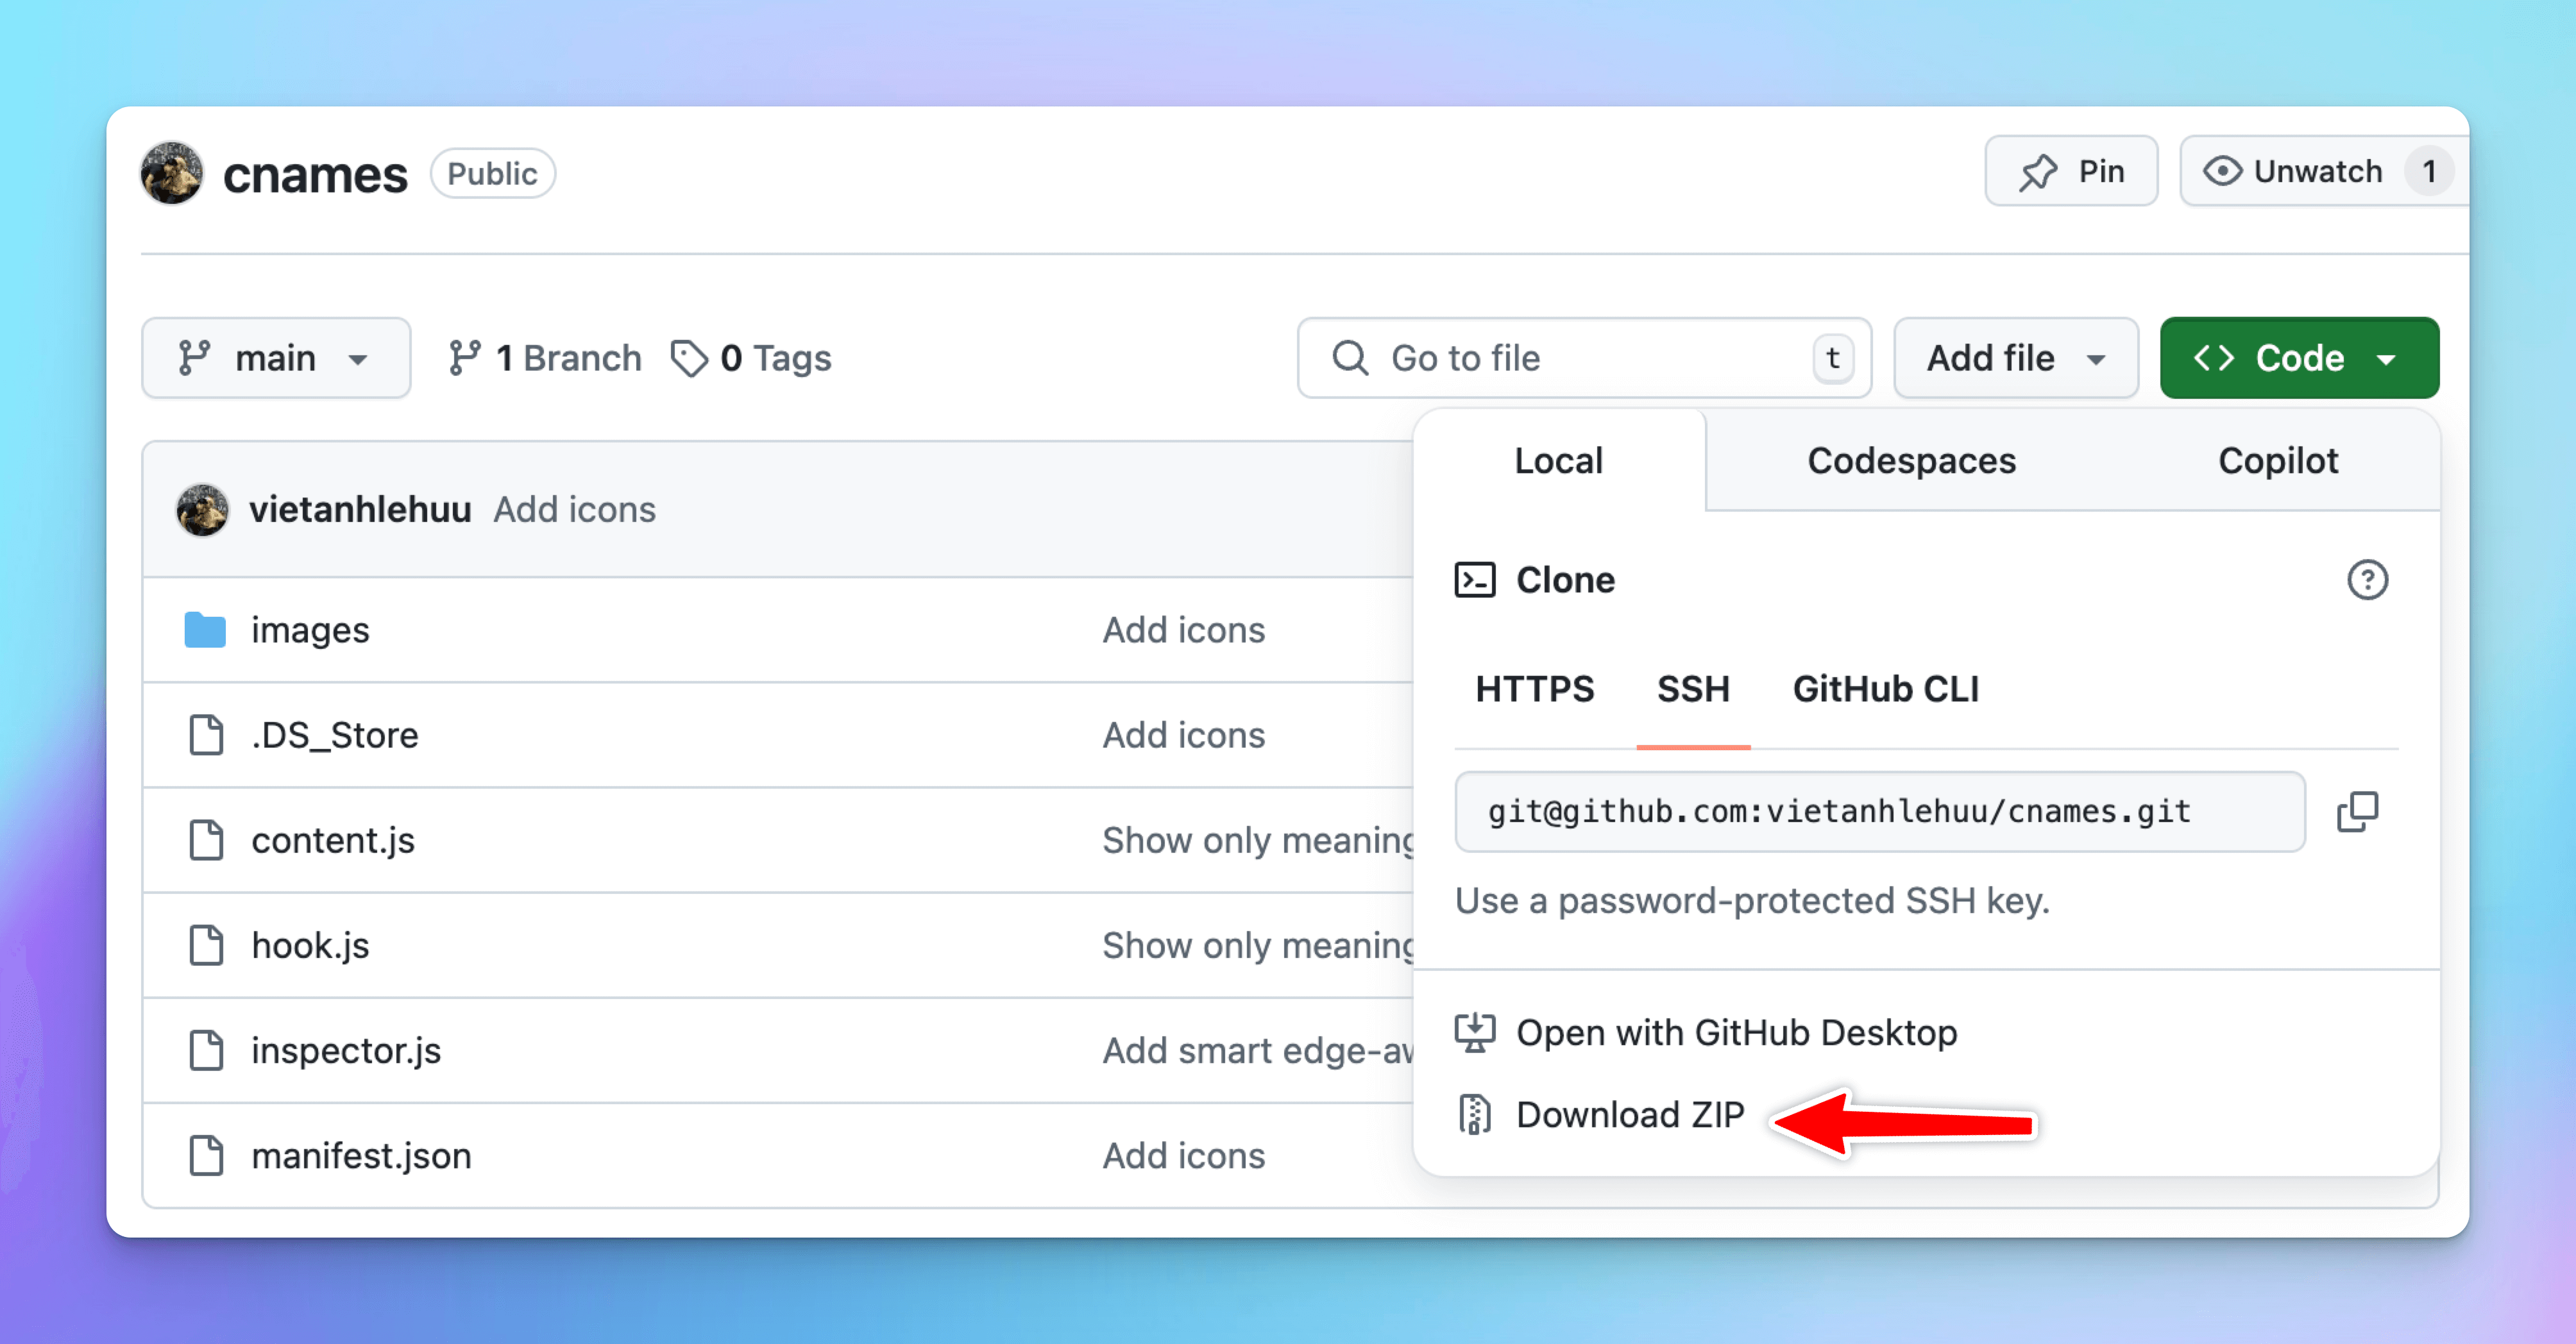 cnames Public Pin Unwatch 1
main 1 Branch 0 Tags Go to file t Add file Code
Local Codespaces Copilot
vietanhlehuu Add icons
Clone
images Add icons
HTTPS SSH GitHub CLI
.DS_Store Add icons
git@github.com:vietanhlehuu/cnames.git
content.js Show only meaning
Use a password-protected SSH key.
hook.js Show only meaning
Open with GitHub Desktop
inspector.js Add smart edge-aw
Download ZIP
manifest.json Add icons